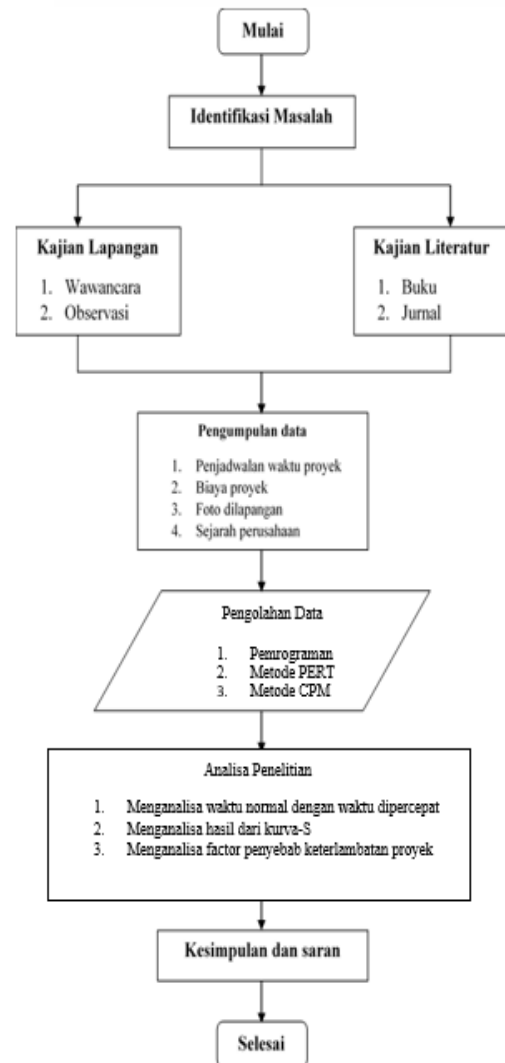 Mulai
Identifikasi Masalah
Kajian Lapangan
1. Wawancara
2. Observasi
Kajian Literatur
1. Buku
2. Jurnal
Pengumpulan data
1. Penjadwalan waktu proyek
2. Biaya proyek
3. Foto dilapangan
4. Sejarah perusahaan
Pengolahan Data
1. Pemrograman
2. Metode PERT
3. Metode CPM
Analisa Penelitian
1. Menganalisa waktu normal dengan waktu dipercepat
2. Menganalisa hasil dari kurva-S
3. Menganalisa factor penyebab keterlambatan proyek
Kesimpulan dan saran
Selesai